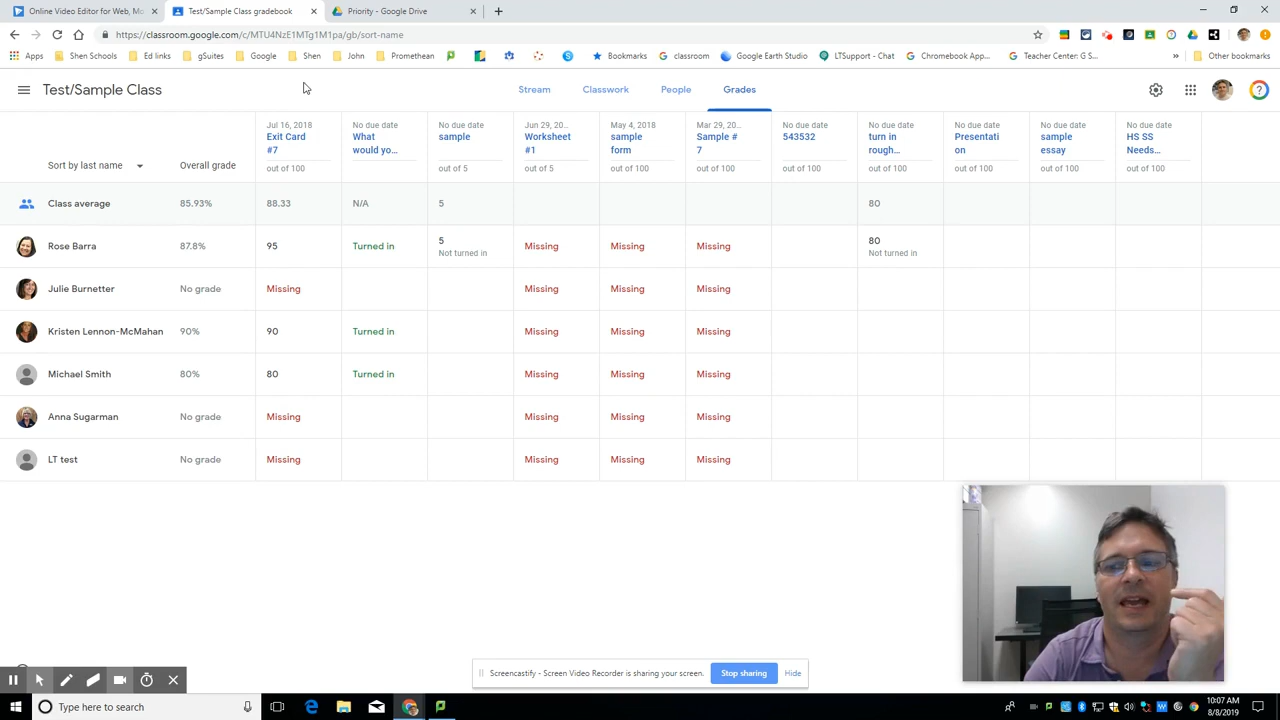 Online Video Editor for Web, Mo
Test/Sample Class gradebook
Priority - Google Drive
https://classroom.google.com/c/MTU4NzE1MTg1M1pa/gb/sort-name
Apps
Shen Schools
Ed links
gSuites
Google
Shen
John
Promethean
Bookmarks
classroom
Google Earth Studio
LTSupport - Chat
Chromebook App...
Teacher Center: G S...
Other bookmarks
Test/Sample Class
Stream
Classwork
People
Grades
Sort by last name
Overall grade
Jul 16, 2018
Exit Card
#7
out of 100
No due date
What
would yo...
No due date
sample
out of 5
Jun 29, 20...
Worksheet
#1
out of 5
May 4, 2018
sample
form
out of 100
Mar 29, 20...
Sample #
7
out of 100
No due date
543532
out of 100
No due date
turn in
rough...
out of 100
No due date
Presentati
on
out of 100
No due date
sample
essay
out of 100
No due date
HS SS
Needs...
out of 100
Class average 85.93% 88.33 N/A 5 80
Rose Barra 87.8% 95 Turned in 5 Missing Missing Missing 80
Not turned in Not turned in
Julie Burnetter No grade Missing Missing Missing Missing
Kristen Lennon-McMahan 90% 90 Turned in Missing Missing Missing
Michael Smith 80% 80 Turned in Missing Missing Missing
Anna Sugarman No grade Missing Missing Missing Missing
LT test No grade Missing Missing Missing Missing
Screencastify - Screen Video Recorder is sharing your screen.
Stop sharing
Hide
Type here to search
10:07 AM
8/8/2019